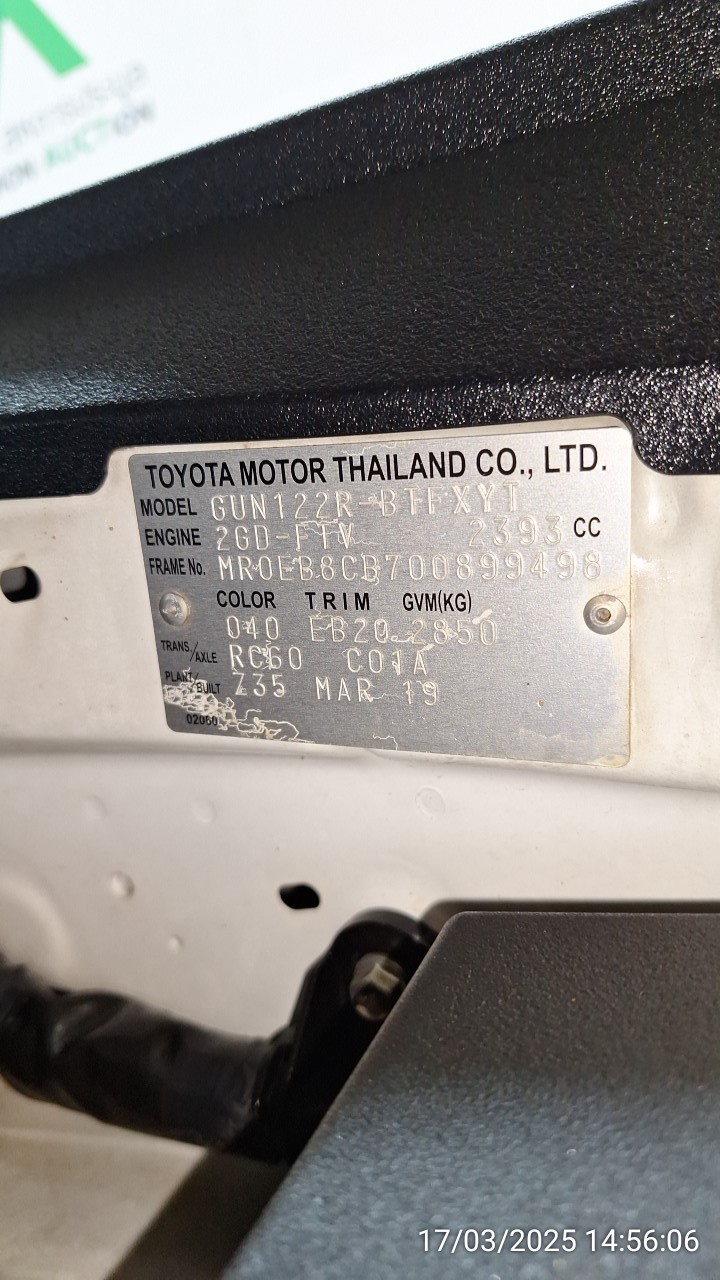 AUCTION
TOYOTA MOTOR THAILAND CO., LTD.
MODEL GUN122R-BTFXYT
ENGINE 2GD-FTV 2393 CC
FRAME No. MR0EB8CB700899498
COLOR TRIM GVM(KG)
040 EB20 2850
TRANS./AXLE RC60 C01A
PLANT/BUILT Z35 MAR 19
02060
17/03/2025 14:56:06